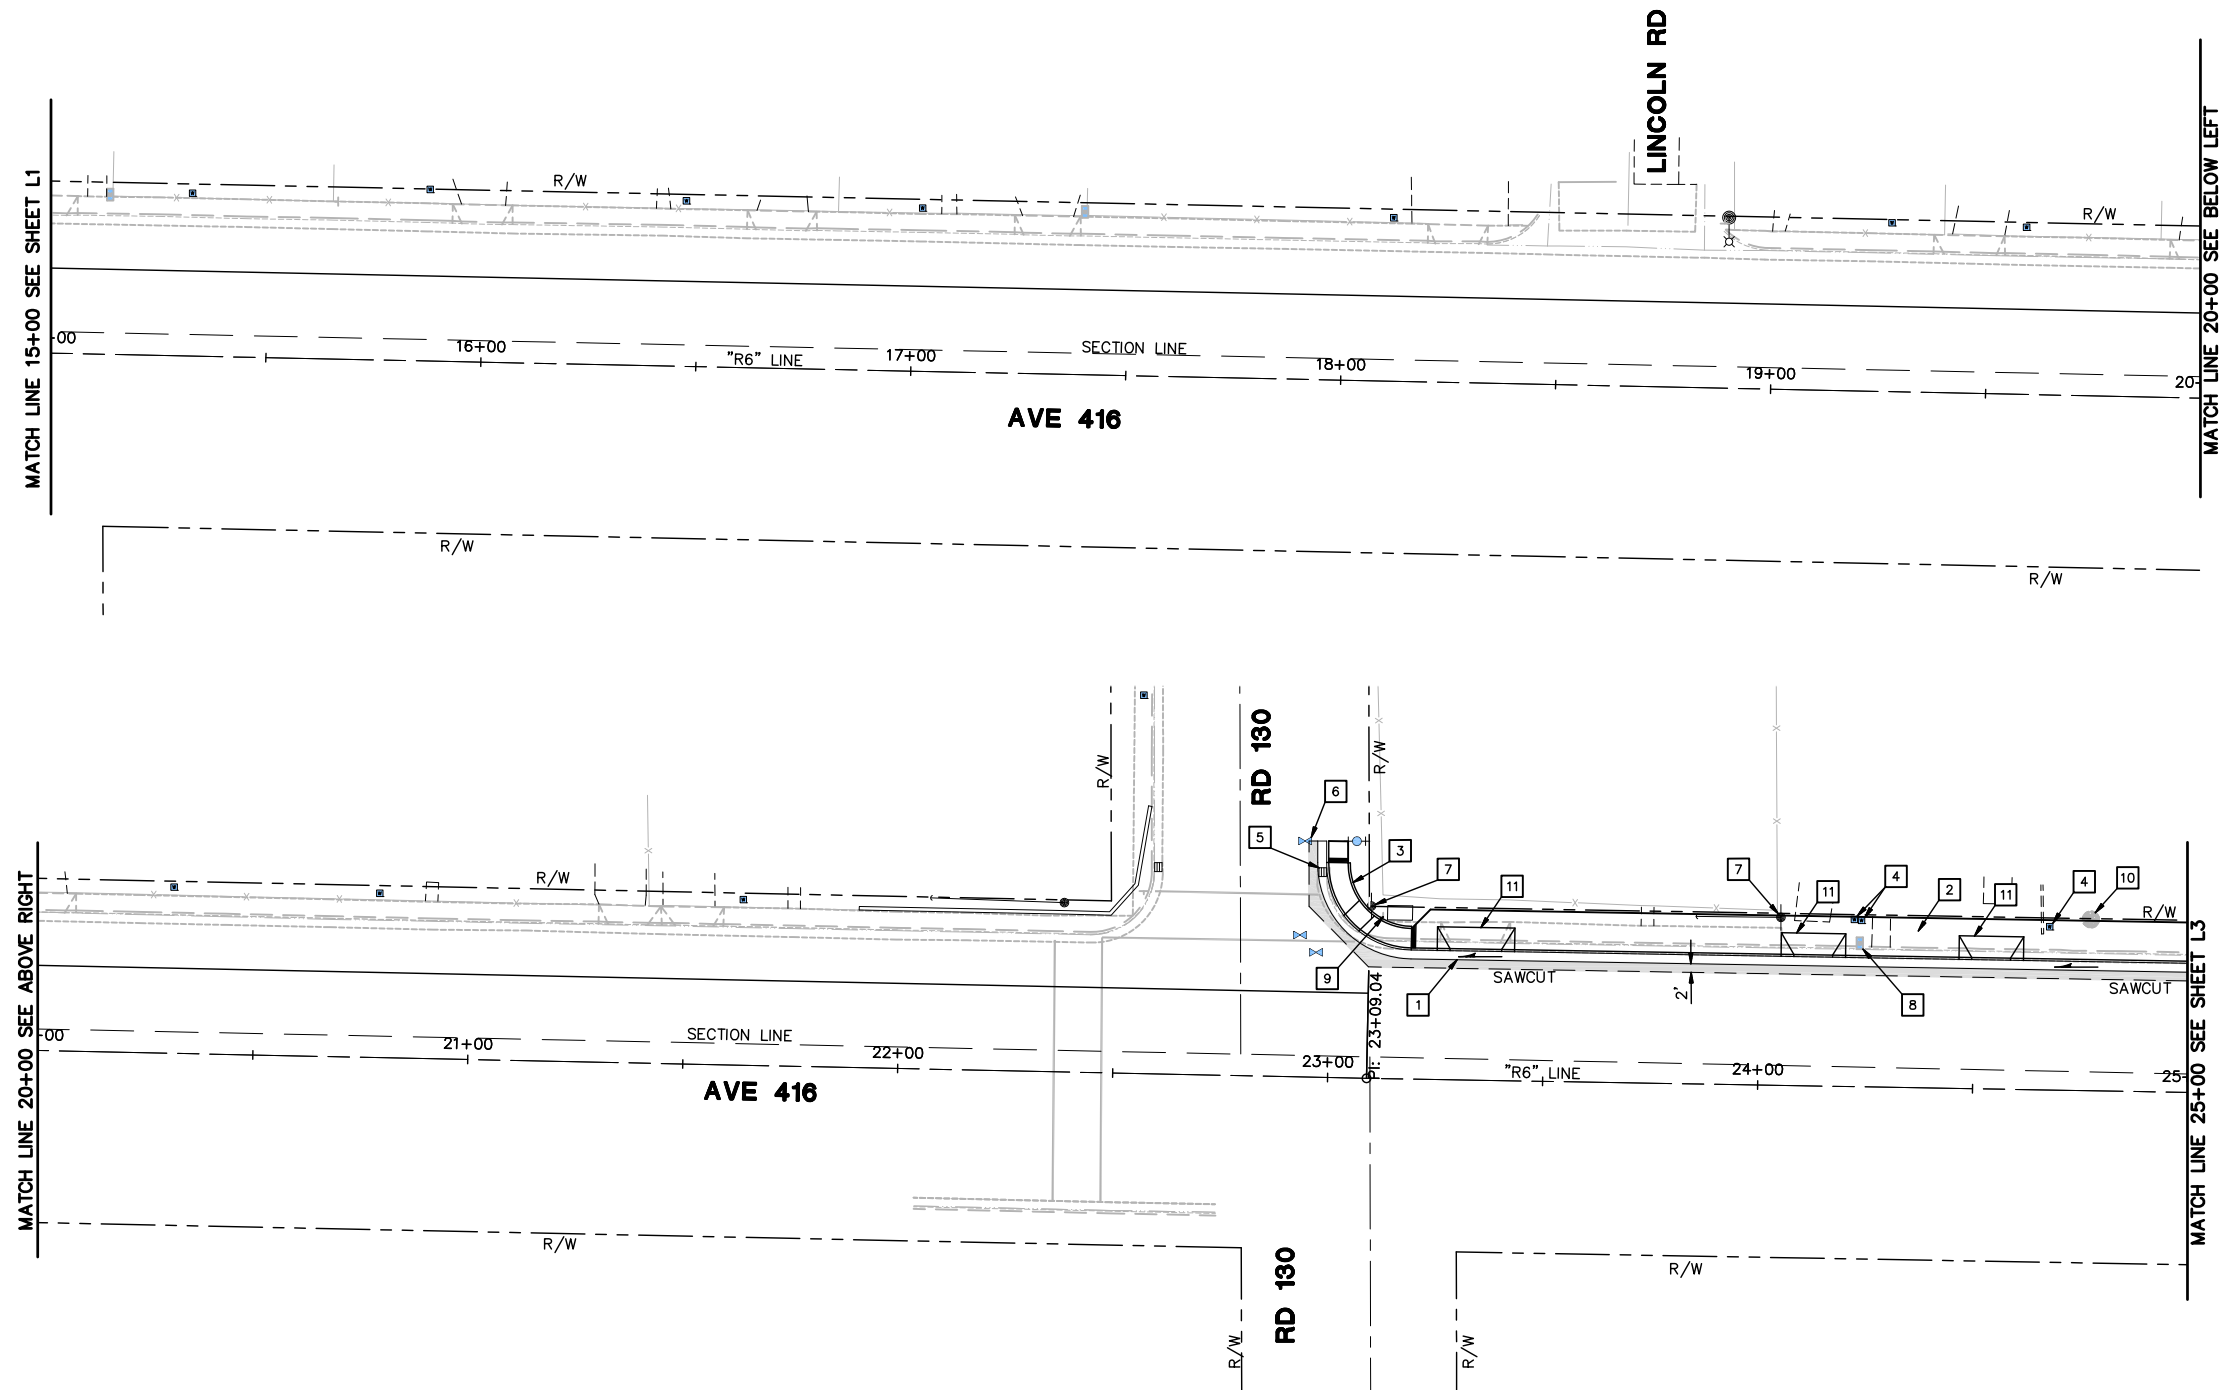 LINCOLN RD
MATCH LINE 15+00 SEE SHEET L1
R/W
R/W
MATCH LINE 20+00 SEE BELOW LEFT
00
16+00
"R6" LINE
17+00
SECTION LINE
18+00
19+00
20
AVE 416
R/W
R/W
RD 130
R/W
R/W
6
5
3
7
7
11
11
4
2
11
4
10
R/W
R/W
MATCH LINE 20+00 SEE ABOVE RIGHT
9
1
SAWCUT
2'
8
SAWCUT
MATCH LINE 25+00 SEE SHEET L3
PI: 23+09.04
00
21+00
SECTION LINE
22+00
23+00
"R6" LINE
24+00
25
AVE 416
R/W
R/W
RD 130
R/W
R/W